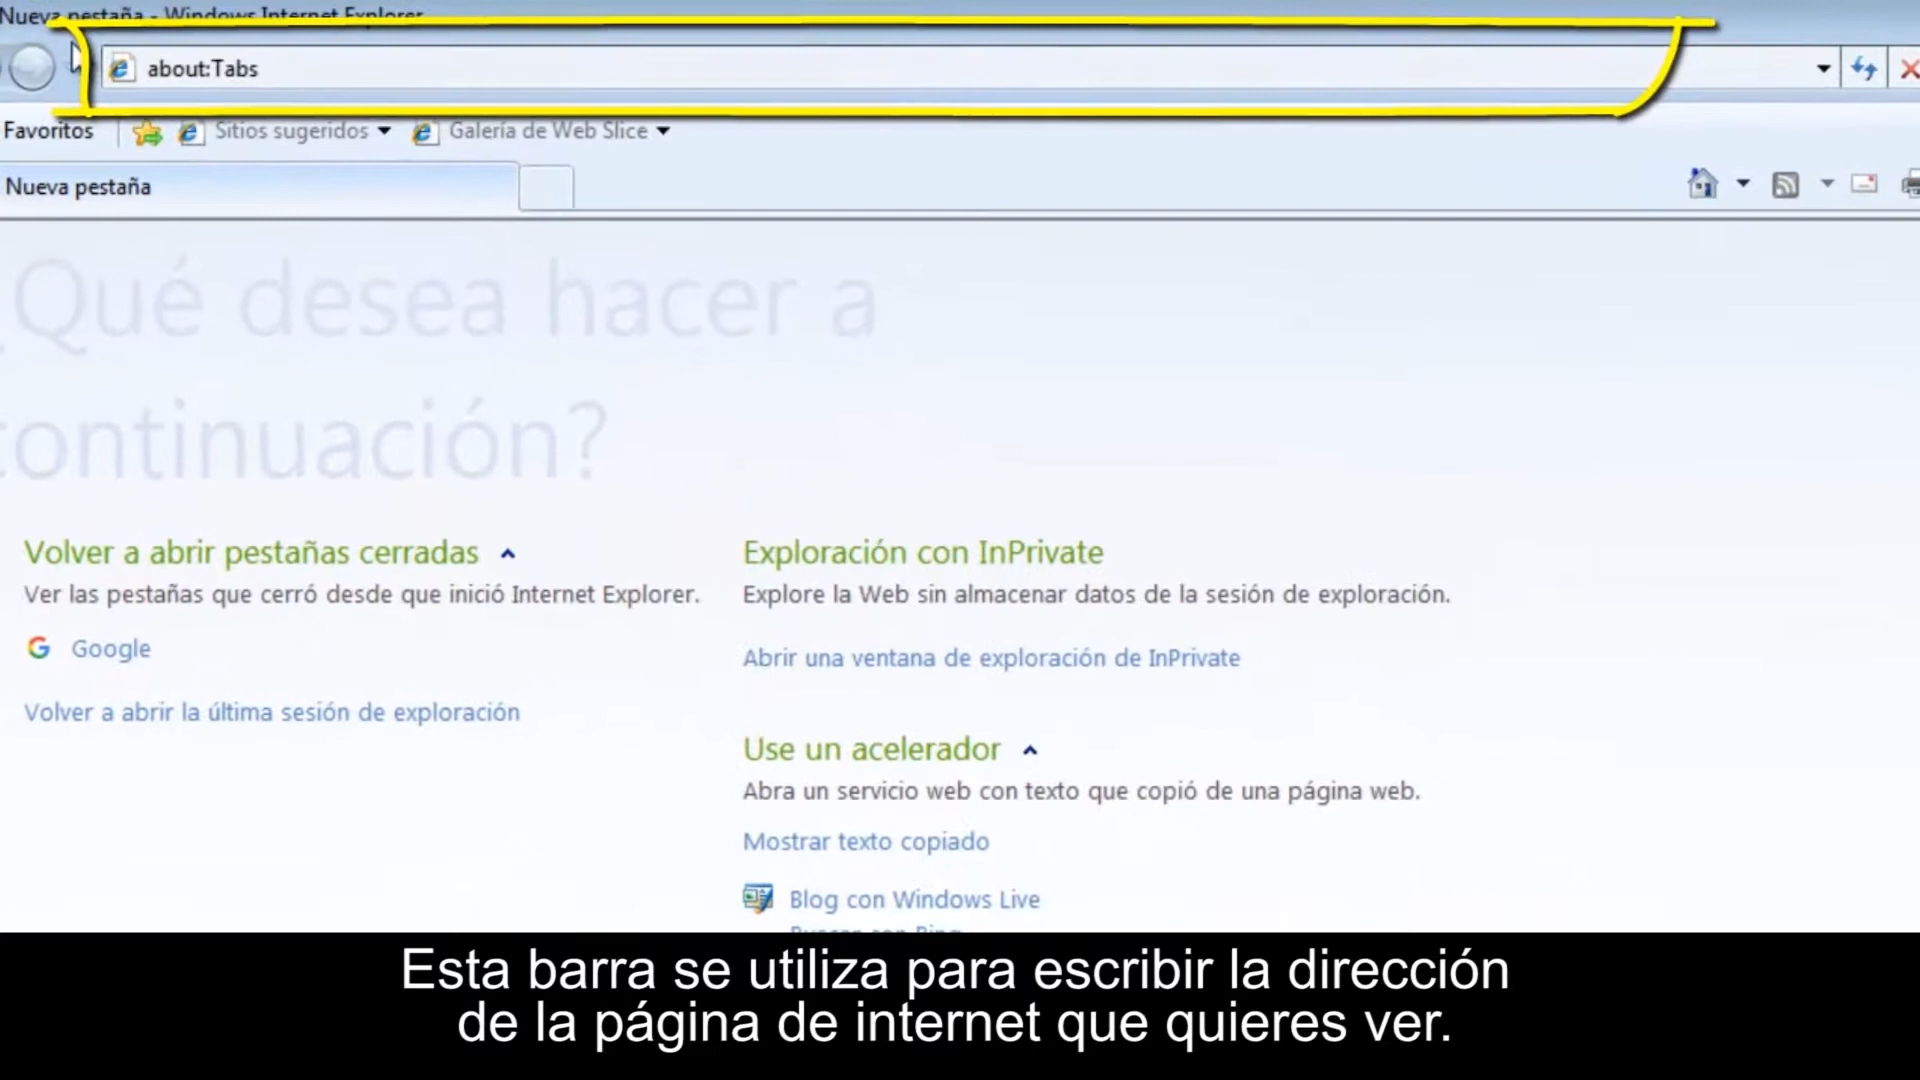 Nueva pestaña - Windows Internet Explorer
about:Tabs
Favoritos
Sitios sugeridos
Galería de Web Slice
Nueva pestaña
Qué desea hacer a
continuación?
Volver a abrir pestañas cerradas
Ver las pestañas que cerró desde que inició Internet Explorer.
Google
Volver a abrir la última sesión de exploración
Exploración con InPrivate
Explore la Web sin almacenar datos de la sesión de exploración.
Abrir una ventana de exploración de InPrivate
Use un acelerador
Abra un servicio web con texto que copió de una página web.
Mostrar texto copiado
Blog con Windows Live
Buscar con Bing
Esta barra se utiliza para escribir la dirección
de la página de internet que quieres ver.